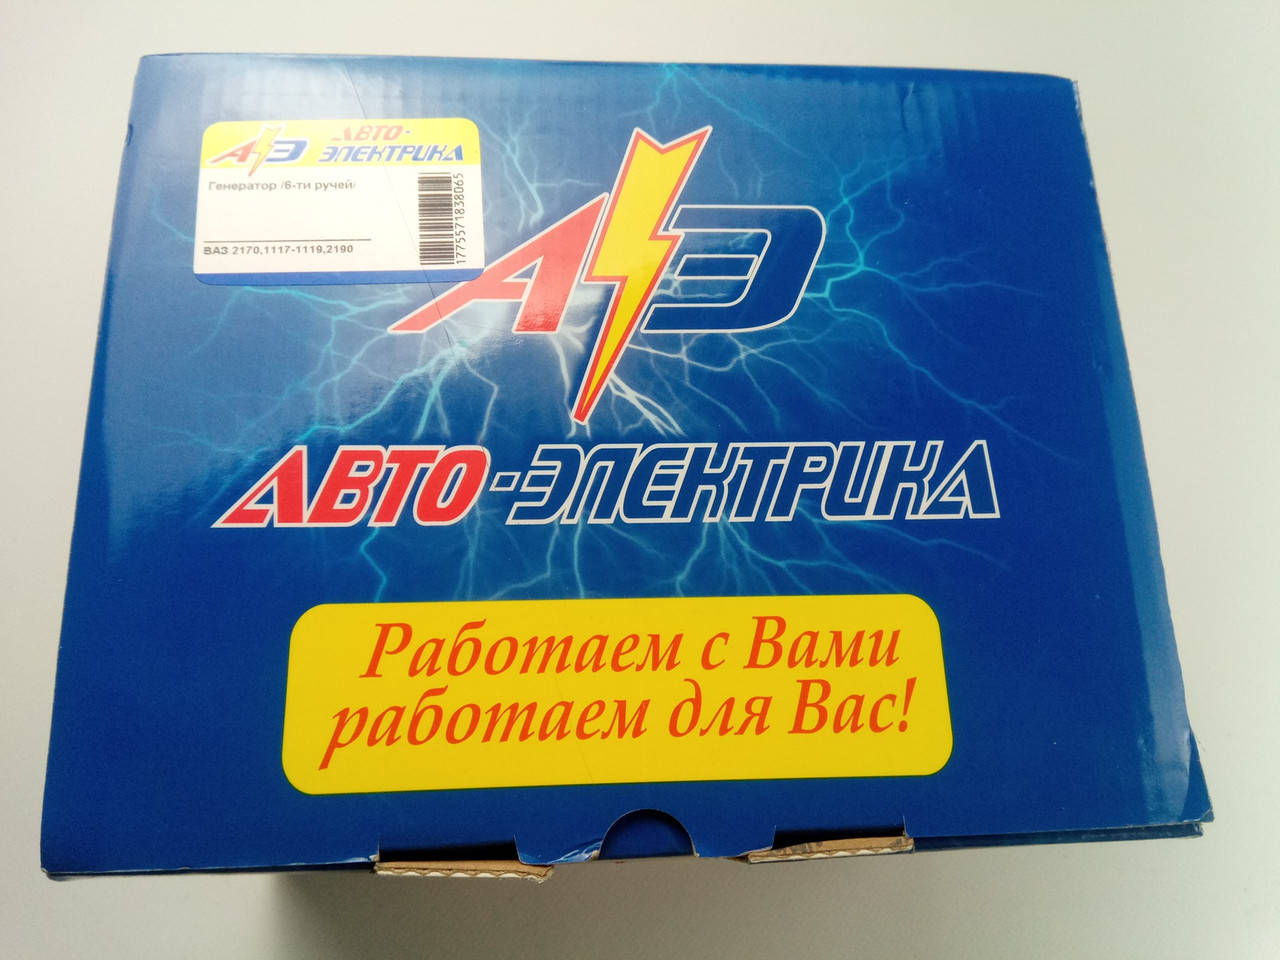 АЭ АВТО-
ЭЛЕКТРИКА
Генератор /6-ти ручей/
ВАЗ 2170,1117-1119,2190
1775571838065
АЭ
АВТО-ЭЛЕКТРИКА
Работаем с Вами
работаем для Вас!